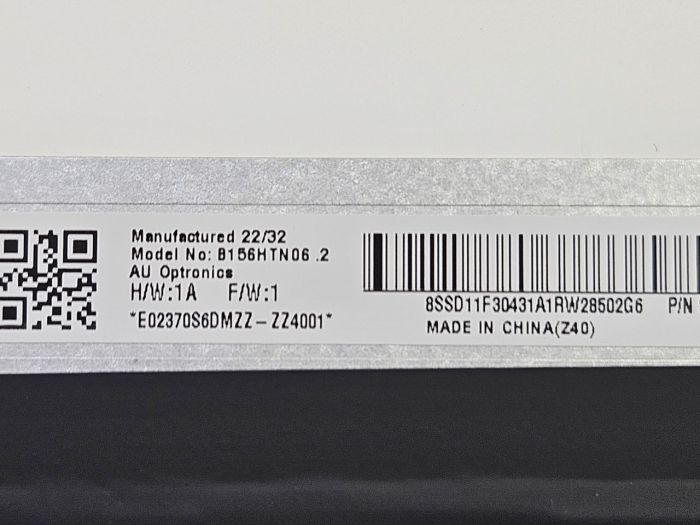 Manufactured 22/32
Model No: B156HTN06 .2
AU Optronics
H/W:1A F/W:1
*E02370S6DMZZ-ZZ4001*
8SSD11F30431A1RW28502G6 P/N
MADE IN CHINA(Z40)